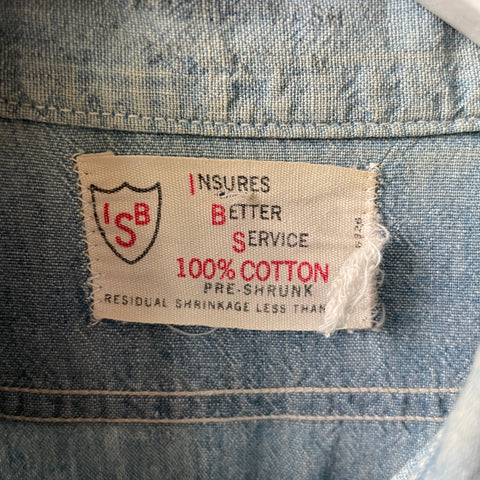 ISB
INSURES
BETTER
SERVICE
100% COTTON
PRE-SHRUNK
RESIDUAL SHRINKAGE LESS THAN